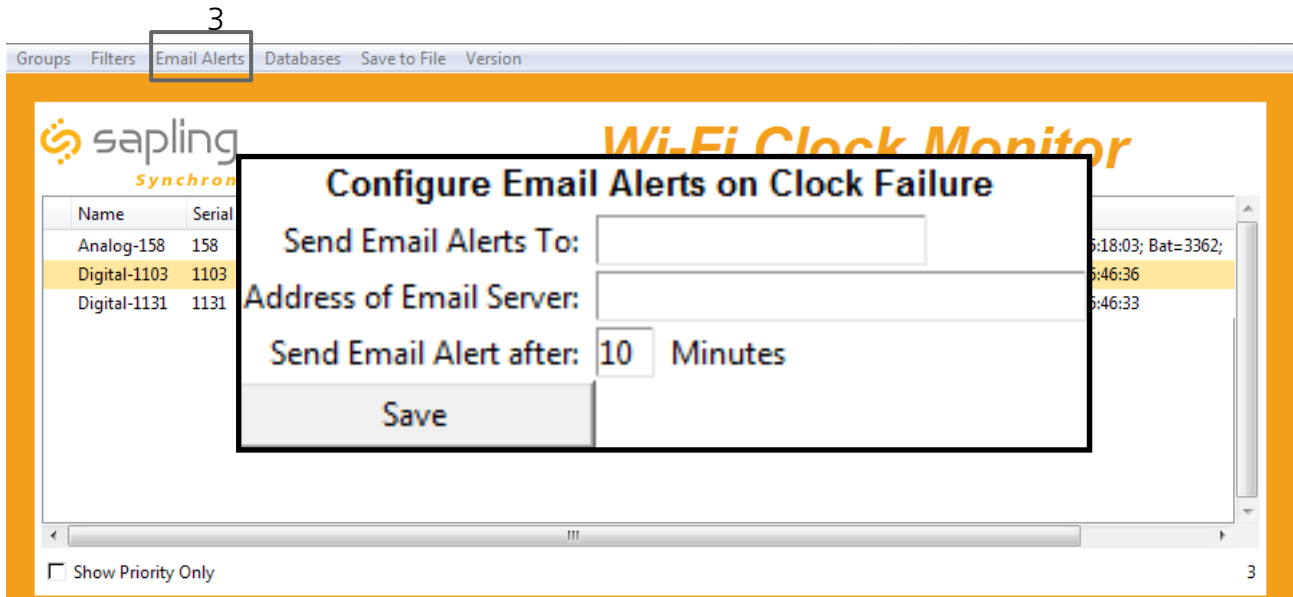 3
Groups Filters Email Alerts Databases Save to File Version
sapling
Wi-Fi Clock Monitor
Synchron
Configure Email Alerts on Clock Failure
Name Serial
Send Email Alerts To:
Analog-158 158 5:18:03; Bat=3362;
Digital-1103 1103 5:46:36
Address of Email Server:
Digital-1131 1131 5:46:33
Send Email Alert after: 10 Minutes
Save
Show Priority Only 3